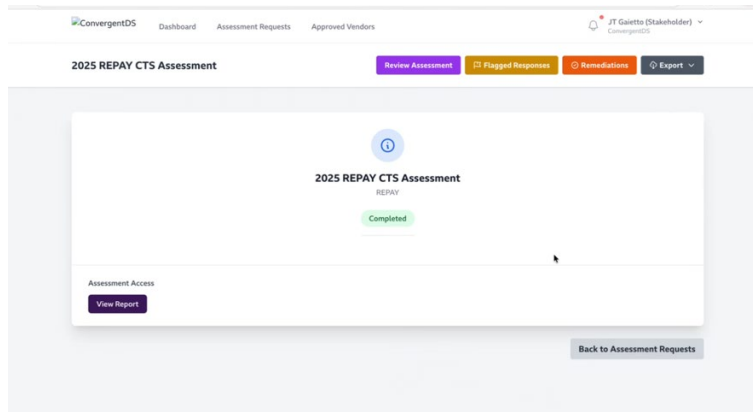 ConvergentDS
Dashboard
Assessment Requests
Approved Vendors
JT Gaietto (Stakeholder)
ConvergentDS
2025 REPAY CTS Assessment
Review Assessment
Flagged Responses
Remediations
Export
2025 REPAY CTS Assessment
REPAY
Completed
Assessment Access
View Report
Back to Assessment Requests